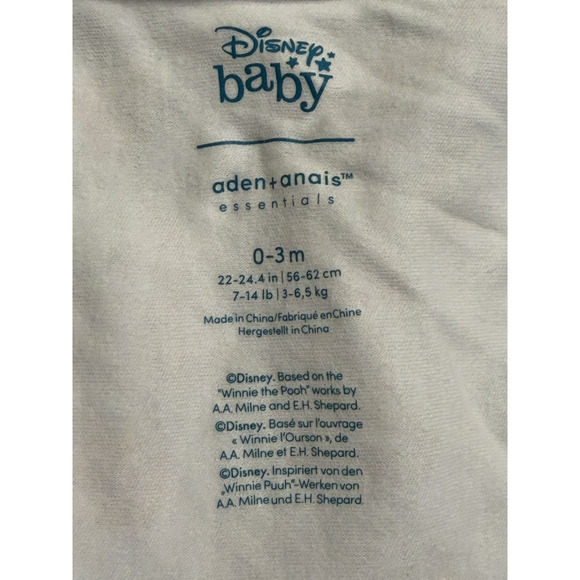 Disney
baby
aden+anais™
essentials
0-3 m
22-24.4 in | 56-62 cm
7-14 lb | 3-6,5 kg
Made in China/Fabriqué en Chine
Hergestellt in China
©Disney. Based on the
"Winnie the Pooh" works by
A.A. Milne and E.H. Shepard.
©Disney. Basé sur l'ouvrage
« Winnie l'Ourson », de
A.A. Milne et E.H. Shepard.
©Disney. Inspiriert von den
„Winnie Puuh"-Werken von
A.A. Milne und E.H. Shepard.